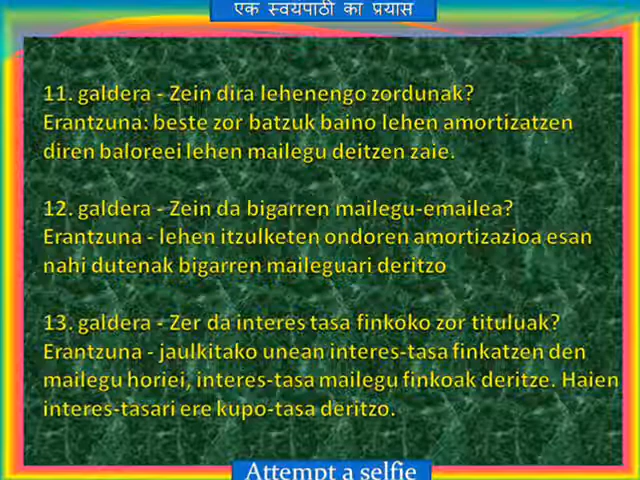 एक स्वयंपाठी का प्रयास
11. galdera - Zein dira lehenengo zordunak?
Erantzuna: beste zor batzuk baino lehen amortizatzen
diren baloreei lehen mailegu deitzen zaie.
12. galdera - Zein da bigarren mailegu-emailea?
Erantzuna - lehen itzulketen ondoren amortizazioa esan
nahi dutenak bigarren maileguari deritzo
13. galdera - Zer da interes tasa finkoko zor tituluak?
Erantzuna - jaulkitako unean interes-tasa finkatzen den
mailegu horiei, interes-tasa mailegu finkoak deritze. Haien
interes-tasari ere kupo-tasa deritzo.
Attempt a selfie